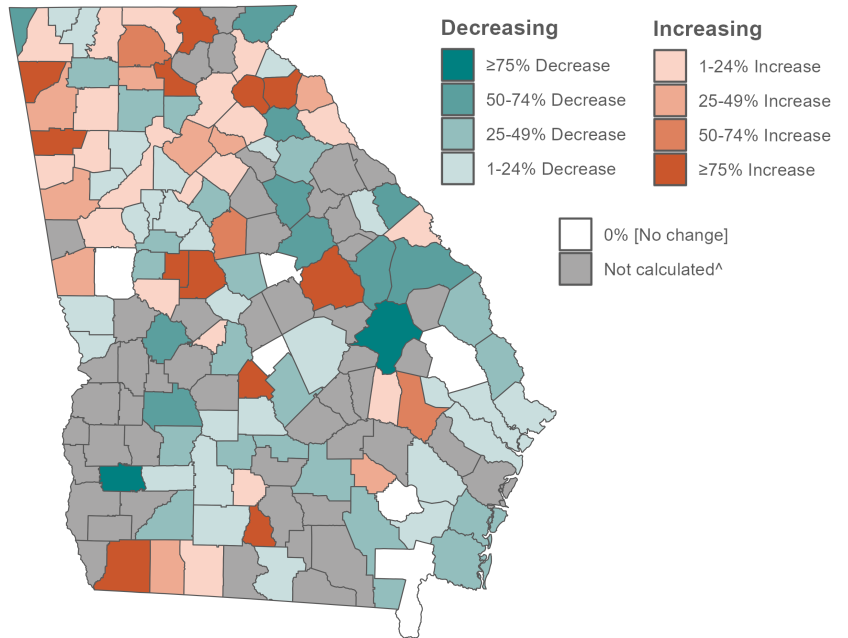 Decreasing
≥75% Decrease
50-74% Decrease
25-49% Decrease
1-24% Decrease
Increasing
1-24% Increase
25-49% Increase
50-74% Increase
≥75% Increase
0% [No change]
Not calculated^